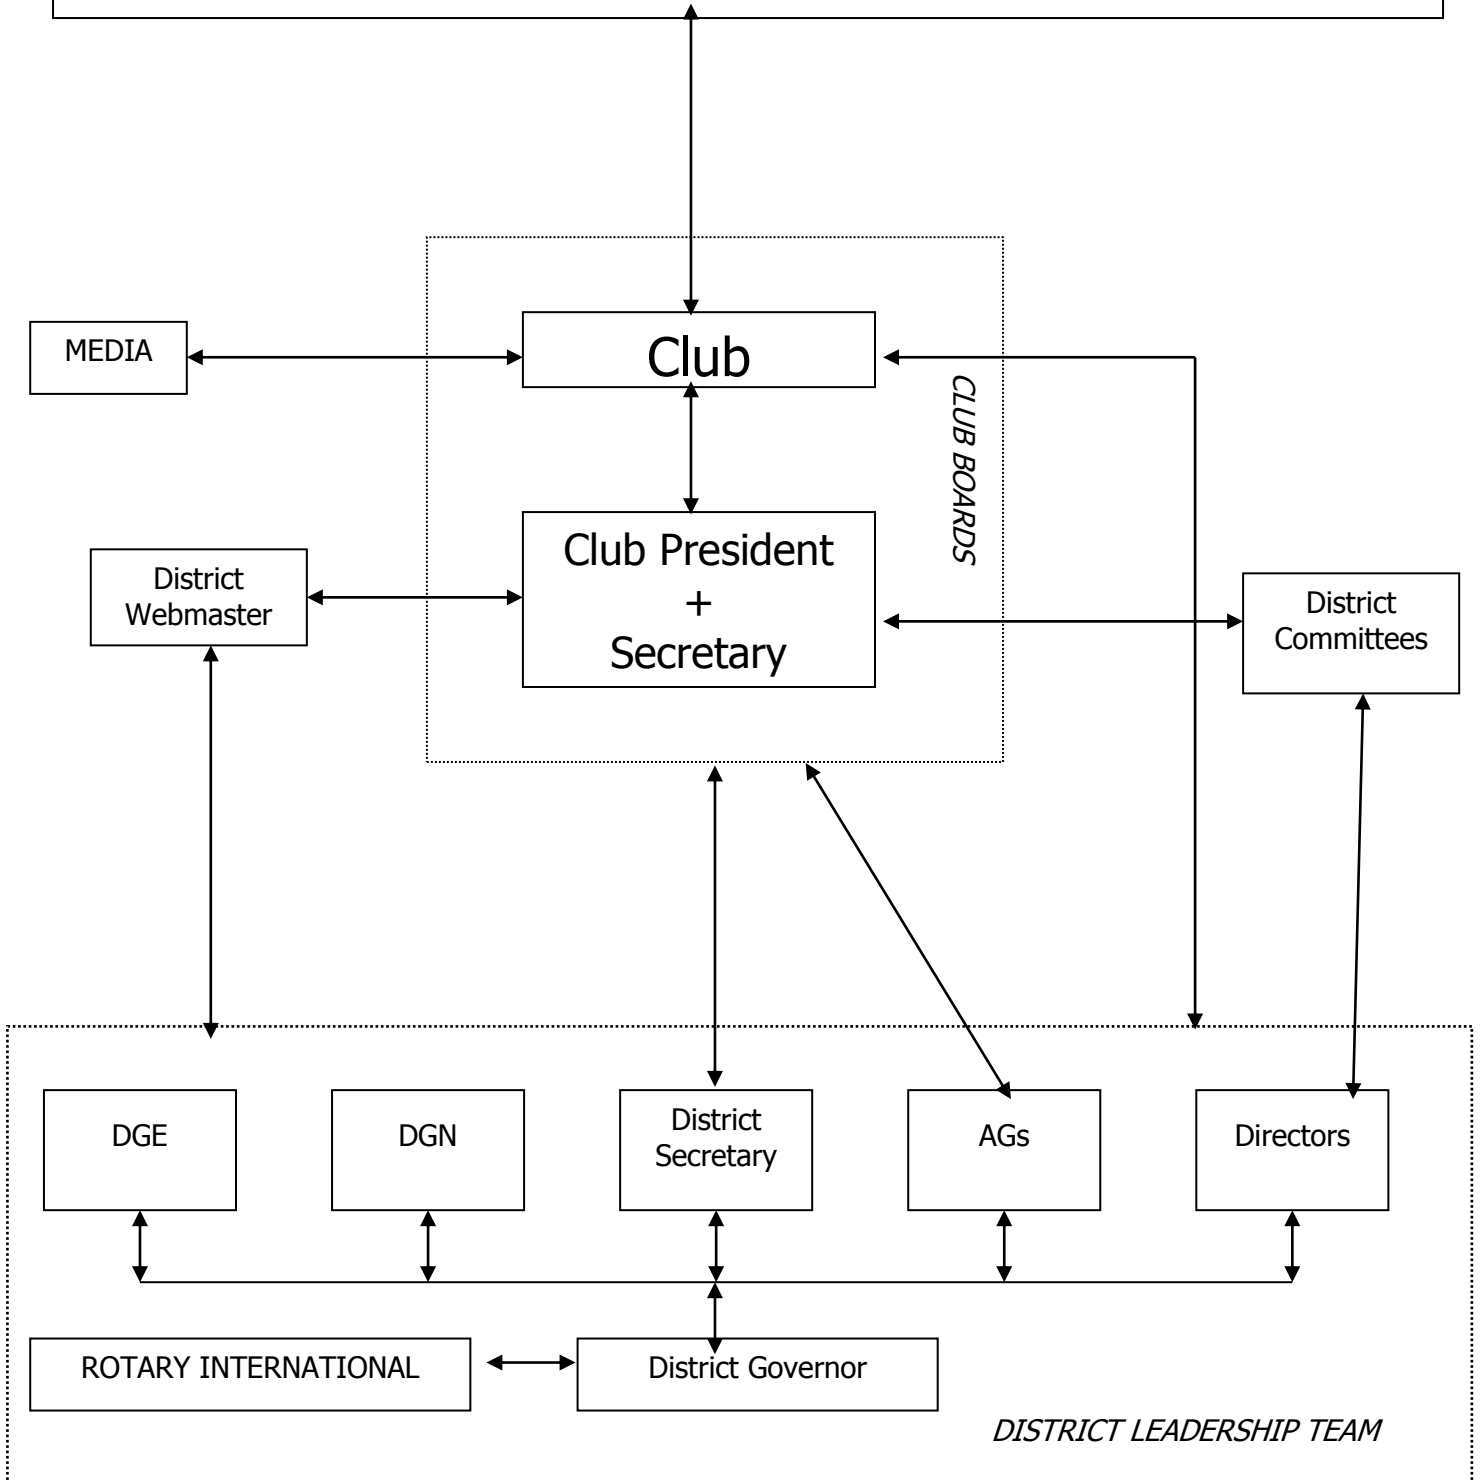 MEDIA
Club
CLUB BOARDS
Club President
+
Secretary
District
Webmaster
District
Committees
DGE
DGN
District
Secretary
AGs
Directors
ROTARY INTERNATIONAL
District Governor
DISTRICT LEADERSHIP TEAM